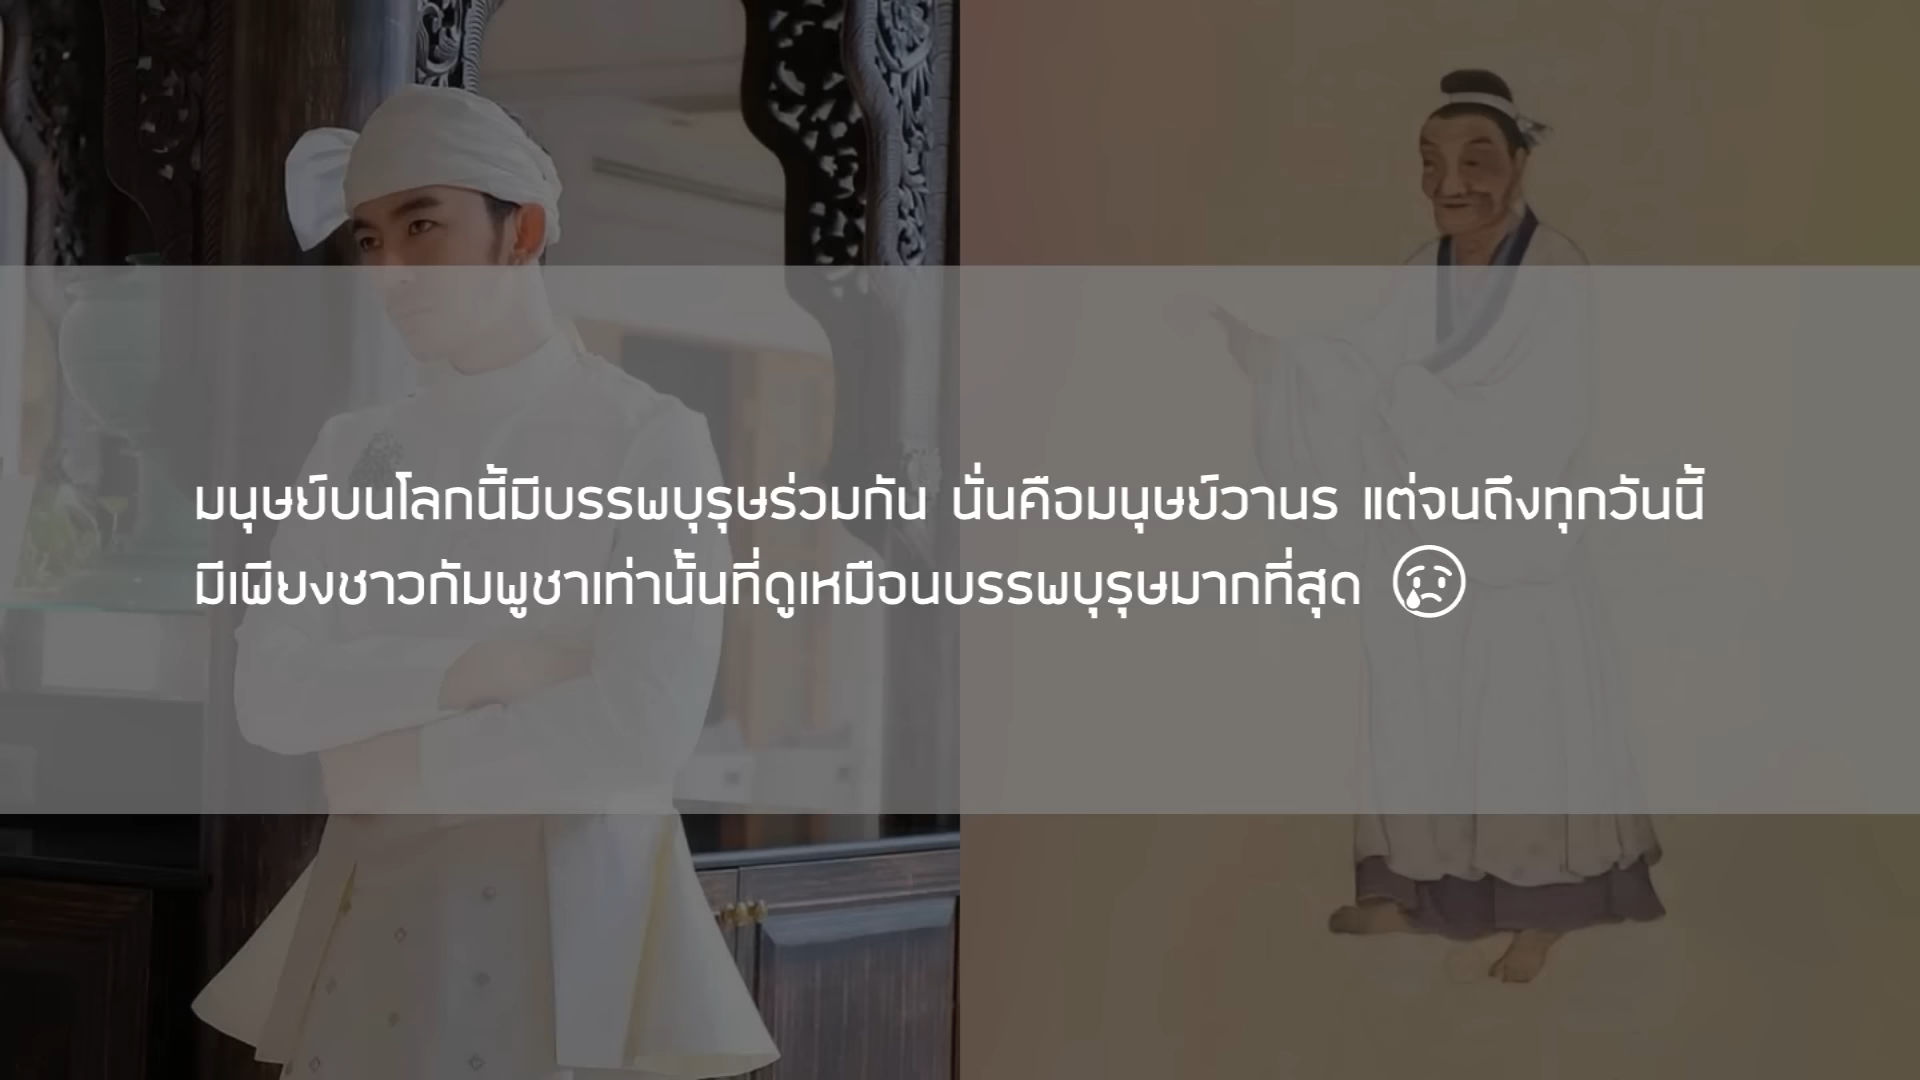 มนุษย์บนโลกนี้มีบรรพบุรุษร่วมกัน นั่นคือมนุษย์วานร แต่จนถึงทุกวันนี้
มีเพียงชาวกัมพูชาเท่านั้นที่ดูเหมือนบรรพบุรุษมากที่สุด 😢